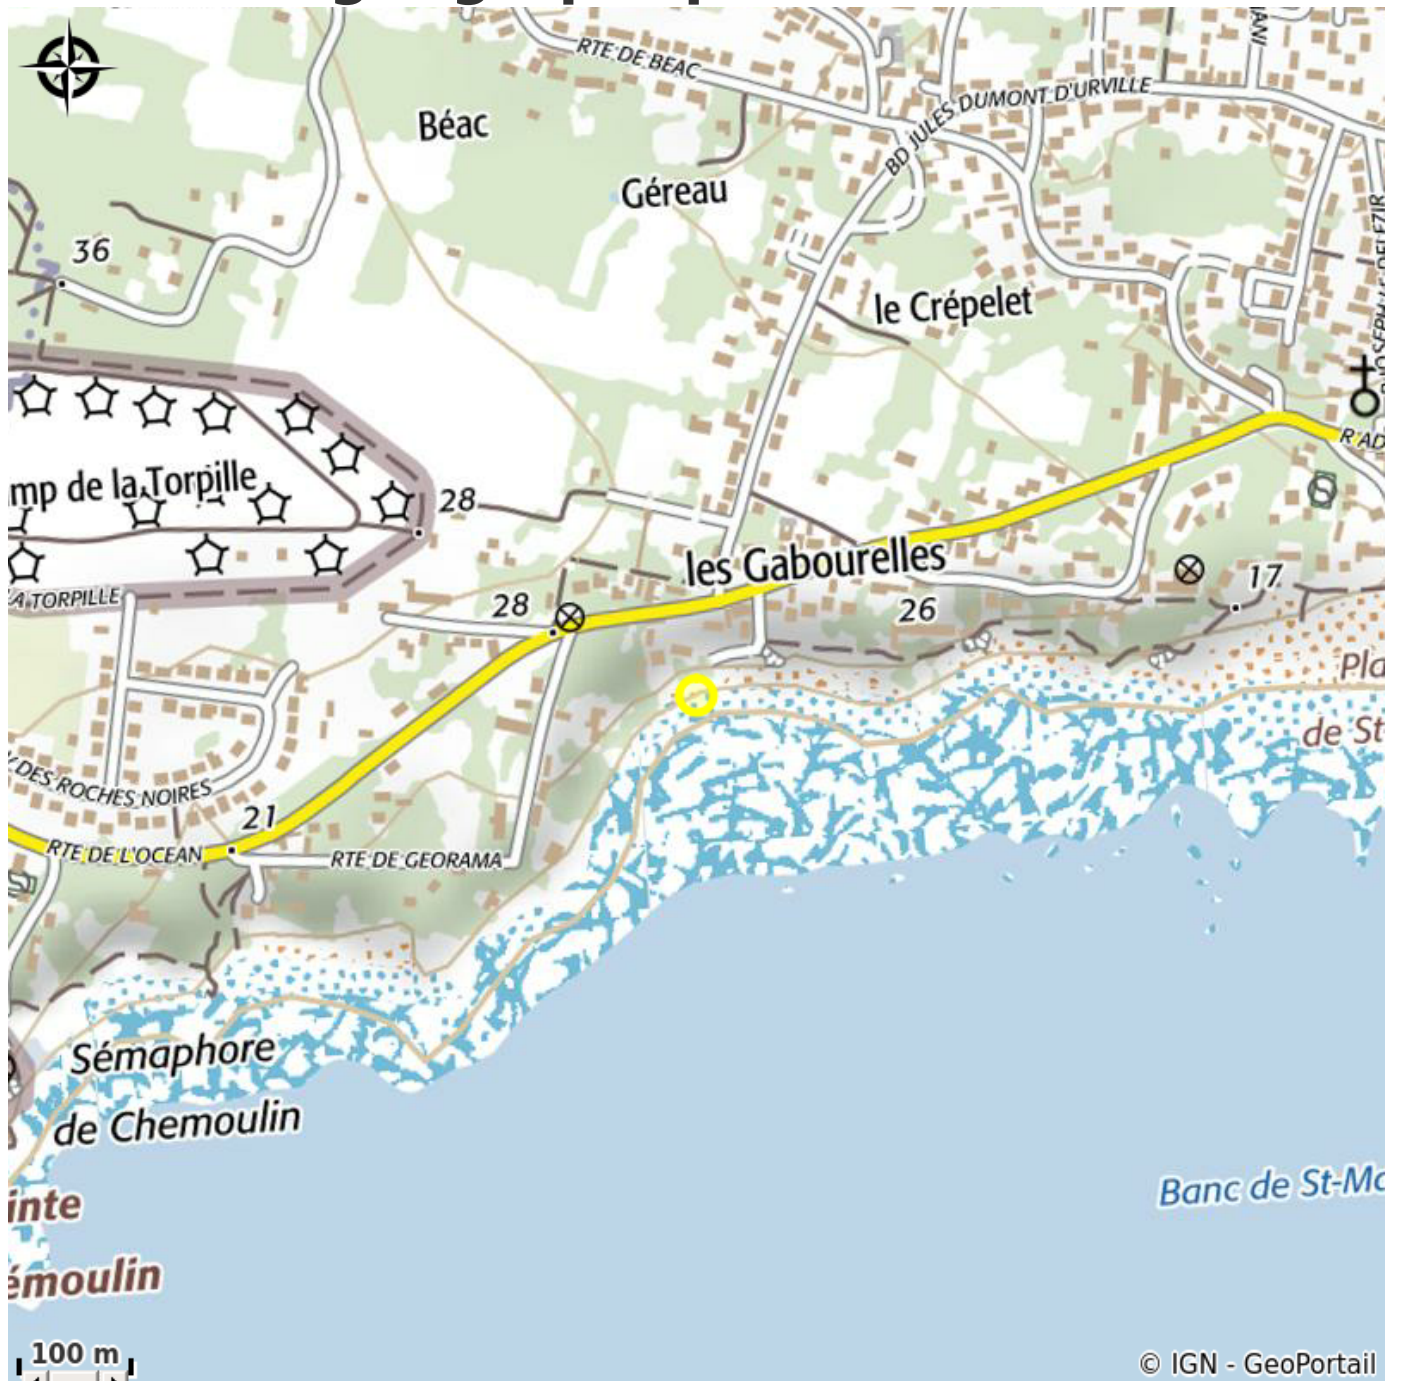 RTE DE BEAC
BD JULES DUMONT D'URVILLE
Béac
Géreau
36
le Crépelet
R AD
mp de la Torpille
28
les Gabourelles
A TORPILLE
28
26
17
Pla
de St-
DES ROCHES NOIRES
21
RTE DE L'OCEAN
RTE DE GEORAMA
Sémaphore
de Chemoulin
Banc de St-Ma
inte
émoulin
100 m
© IGN - GeoPortail